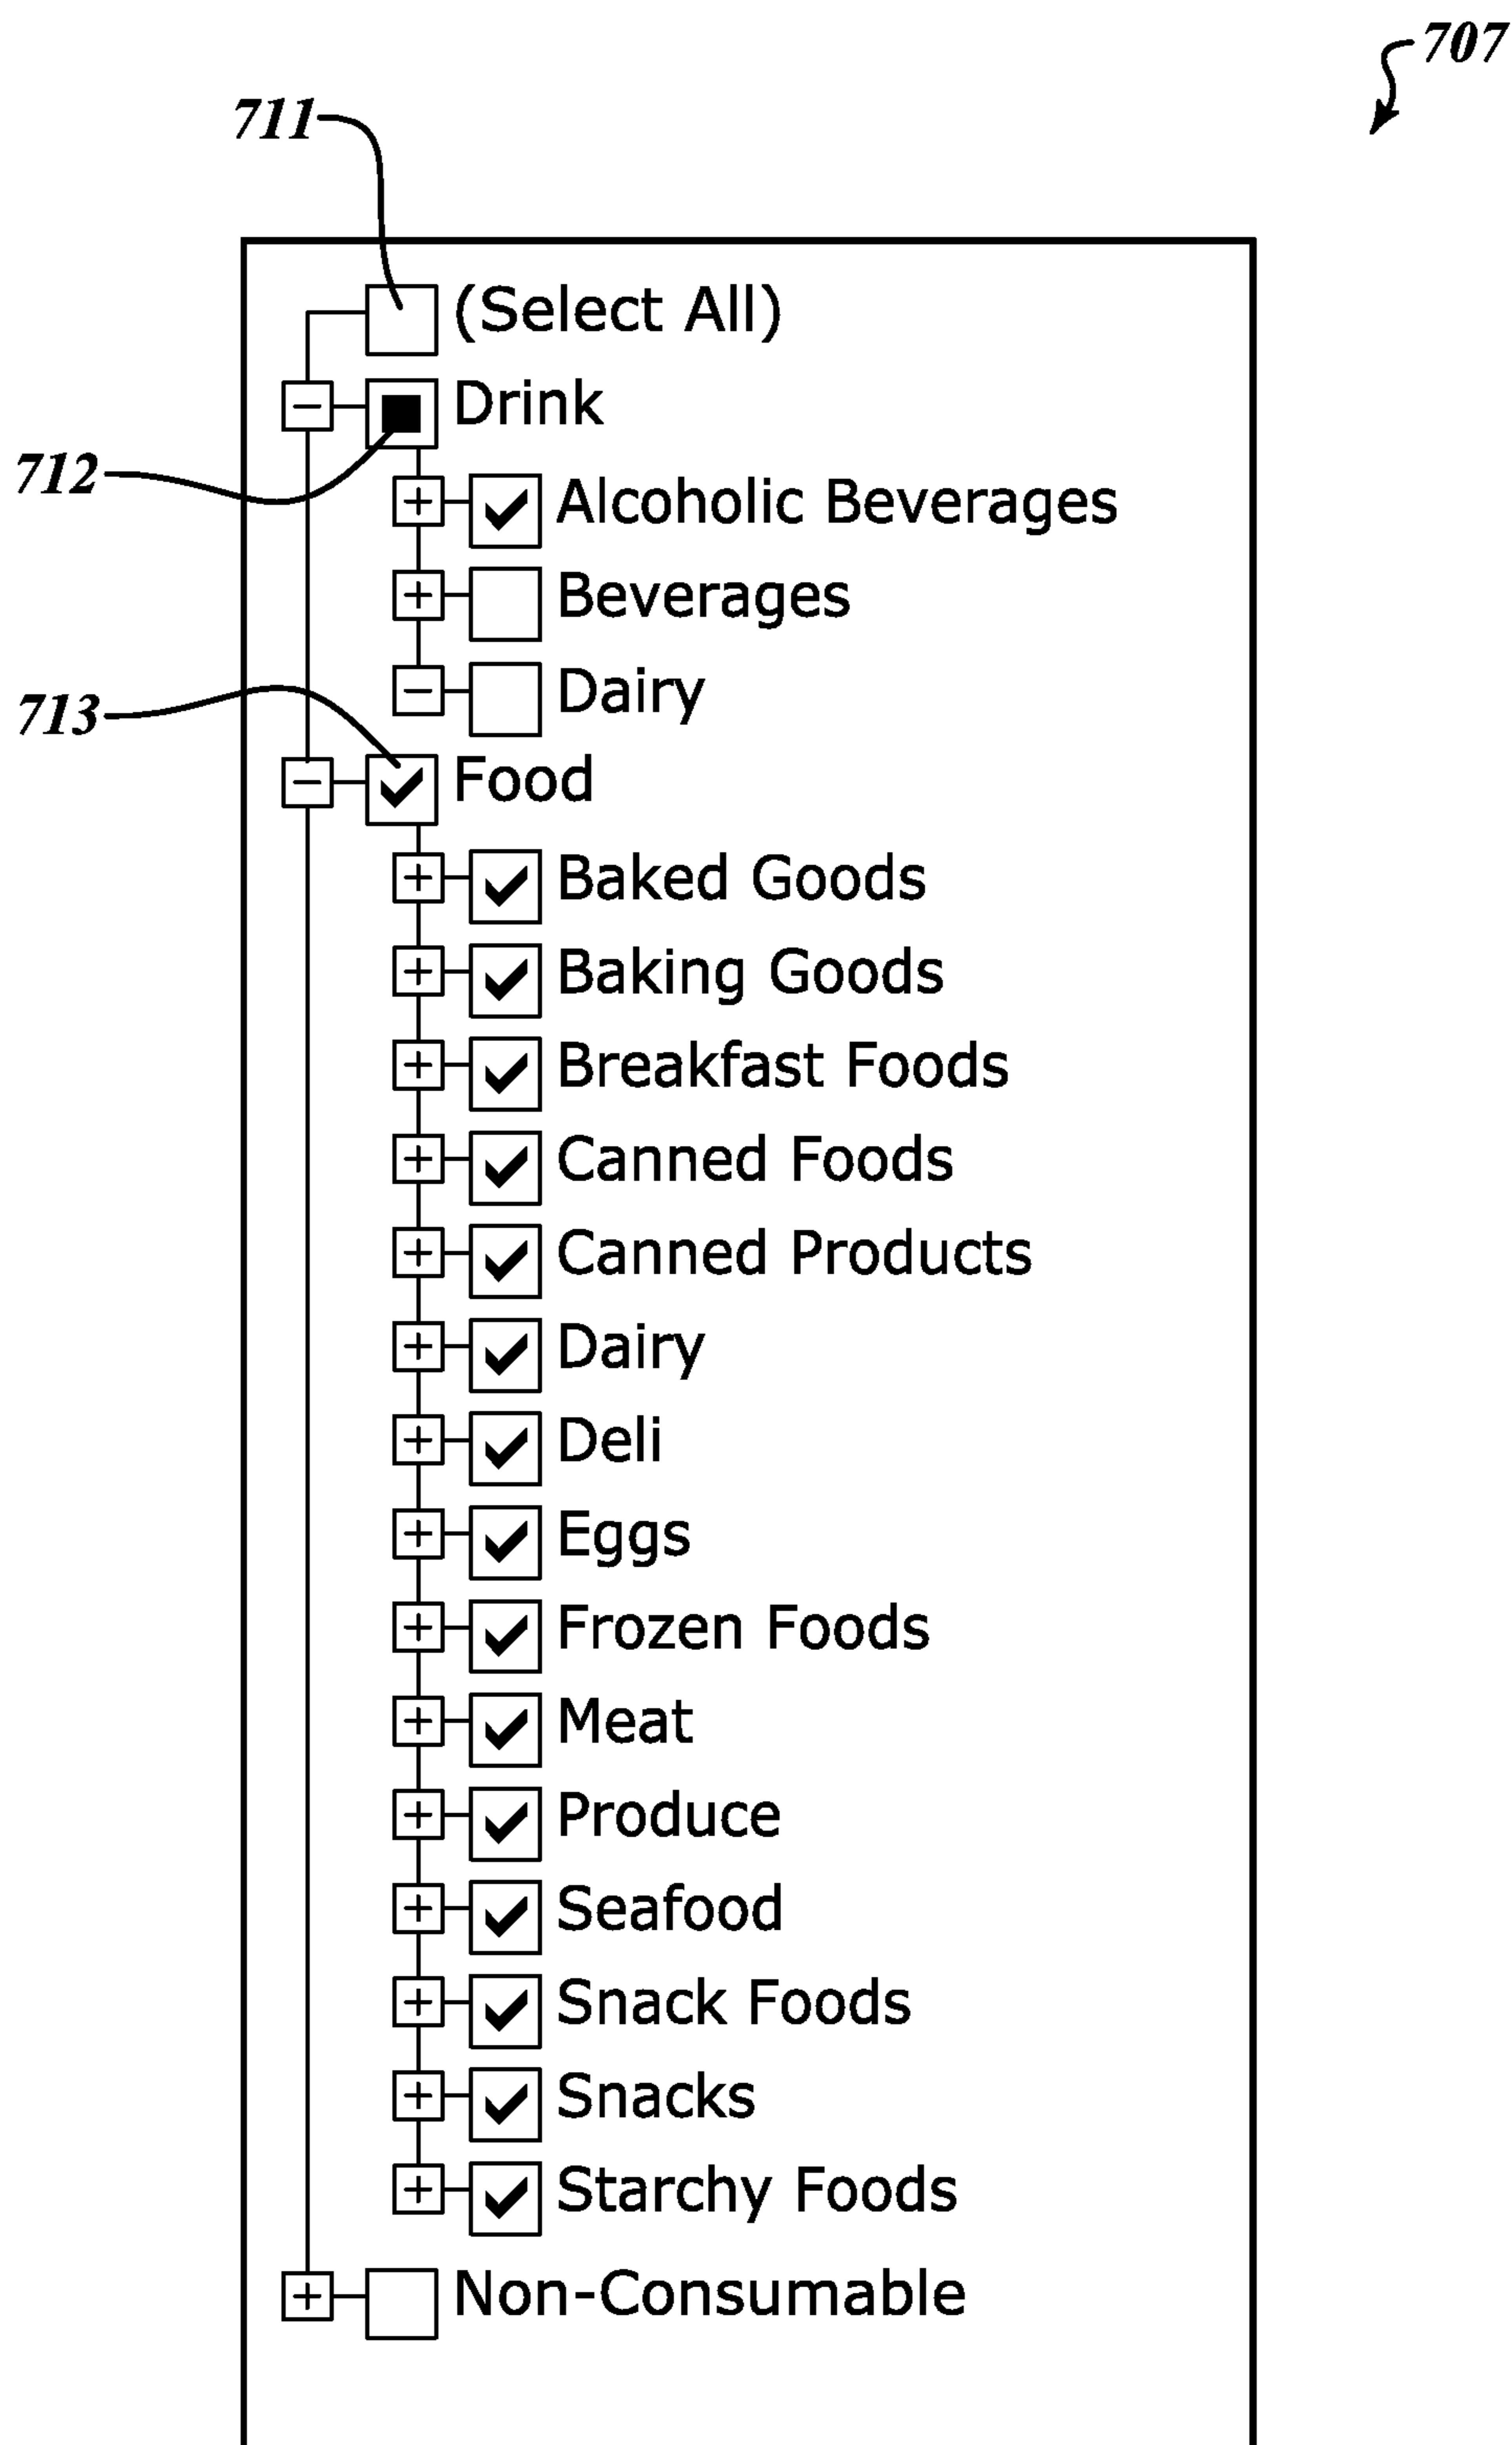 707
711
(Select All)
Drink
712
Alcoholic Beverages
Beverages
Dairy
713
Food
Baked Goods
Baking Goods
Breakfast Foods
Canned Foods
Canned Products
Dairy
Deli
Eggs
Frozen Foods
Meat
Produce
Seafood
Snack Foods
Snacks
Starchy Foods
Non-Consumable